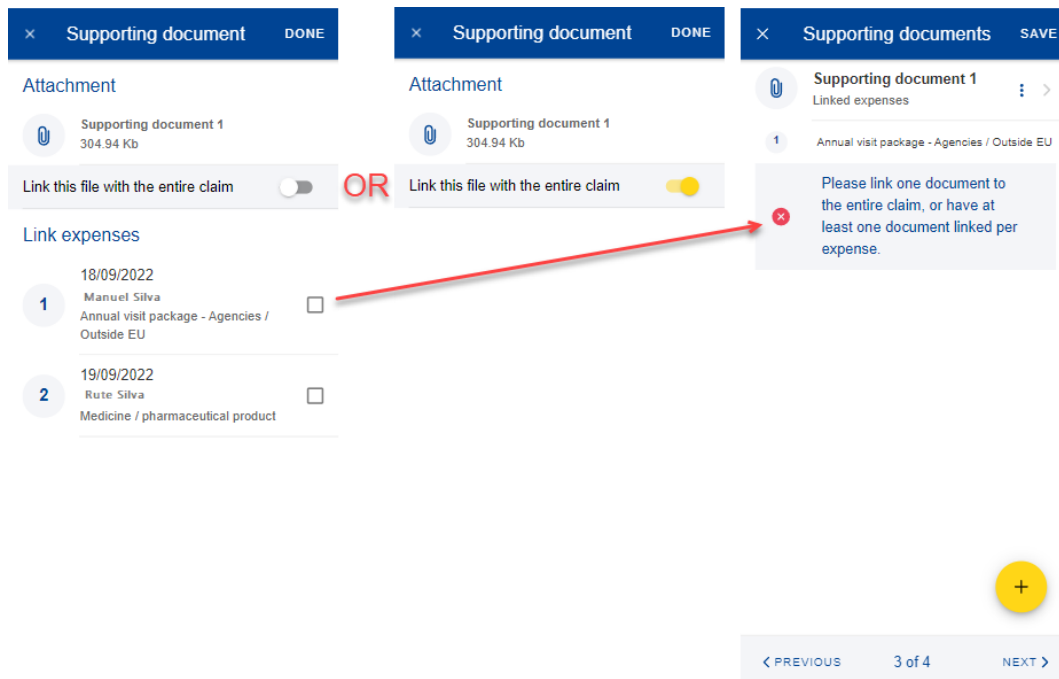 × Supporting document DONE
Attachment
Supporting document 1
304.94 Kb
Link this file with the entire claim
Link expenses
18/09/2022
1
Manuel Silva
Annual visit package - Agencies /
Outside EU
19/09/2022
2
Rute Silva
Medicine / pharmaceutical product
OR
× Supporting document DONE
Attachment
Supporting document 1
304.94 Kb
Link this file with the entire claim
× Supporting documents SAVE
Supporting document 1
Linked expenses
1 Annual visit package - Agencies / Outside EU
Please link one document to
the entire claim, or have at
least one document linked per
expense.
+
< PREVIOUS 3 of 4 NEXT >